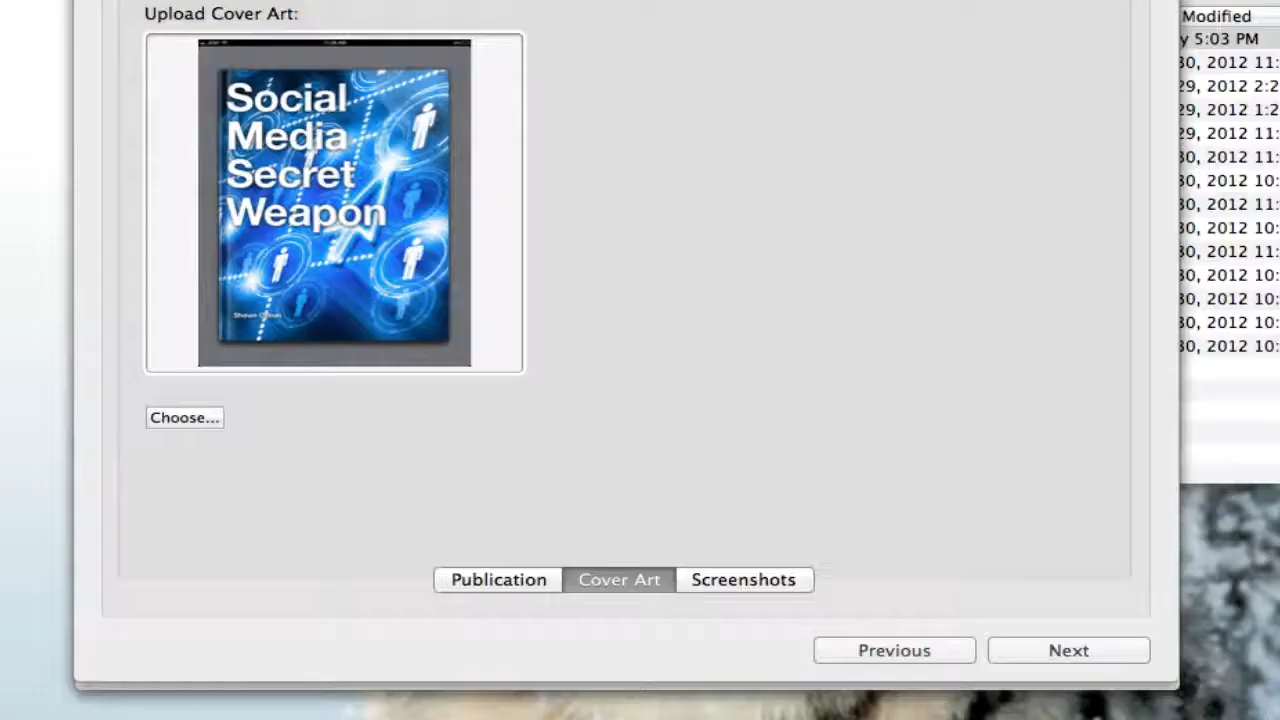 Upload Cover Art:
Social
Media
Secret
Weapon
Shawn
Choose...
Publication
Cover Art
Screenshots
Previous
Next
Modified
y 5:03 PM
30, 2012 11:
29, 2012 2:2
29, 2012 1:2
29, 2012 11:
30, 2012 11:
30, 2012 10:
30, 2012 11:
30, 2012 10:
30, 2012 11:
30, 2012 10:
30, 2012 10:
30, 2012 10:
30, 2012 10: